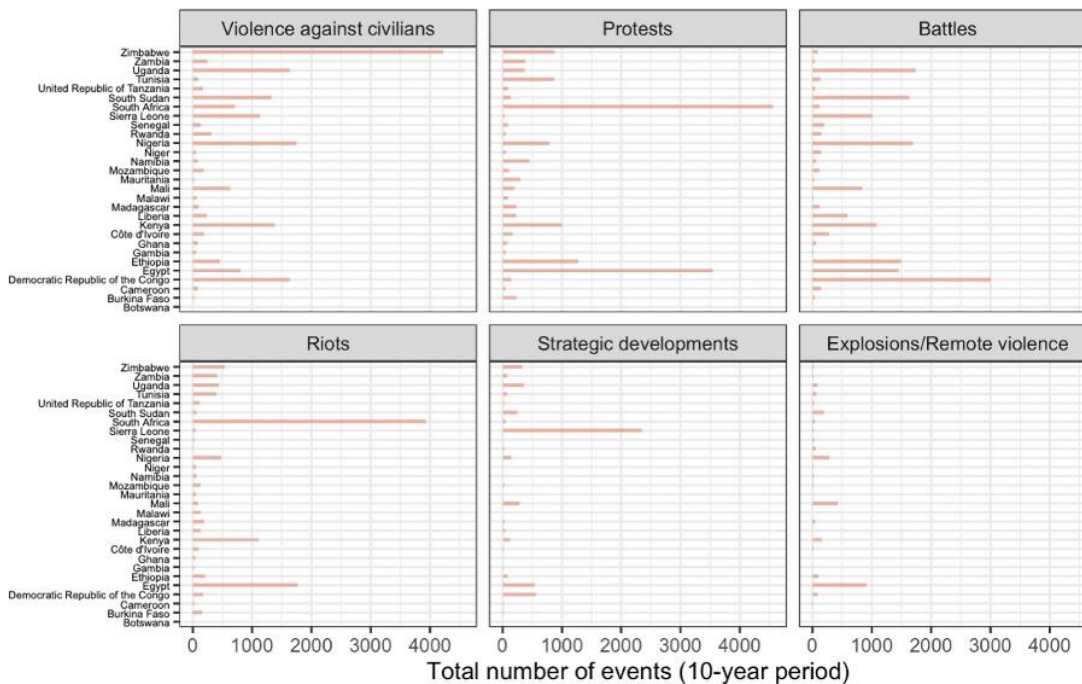 Violence against civilians
Protests
Battles
Zimbabwe
Zambia
Uganda
Tunisia
United Republic of Tanzania
South Sudan
South Africa
Sierra Leone
Senegal
Rwanda
Nigeria
Niger
Namibia
Mozambique
Mauritania
Mali
Malawi
Madagascar
Liberia
Kenya
Côte d'Ivoire
Ghana
Gambia
Ethiopia
Egypt
Democratic Republic of the Congo
Cameroon
Burkina Faso
Botswana
Riots
Strategic developments
Explosions/Remote violence
Zimbabwe
Zambia
Uganda
Tunisia
United Republic of Tanzania
South Sudan
South Africa
Sierra Leone
Senegal
Rwanda
Nigeria
Niger
Namibia
Mozambique
Mauritania
Mali
Malawi
Madagascar
Liberia
Kenya
Côte d'Ivoire
Ghana
Gambia
Ethiopia
Egypt
Democratic Republic of the Congo
Cameroon
Burkina Faso
Botswana
0 1000 2000 3000 4000 0 1000 2000 3000 4000 0 1000 2000 3000 4000
Total number of events (10-year period)